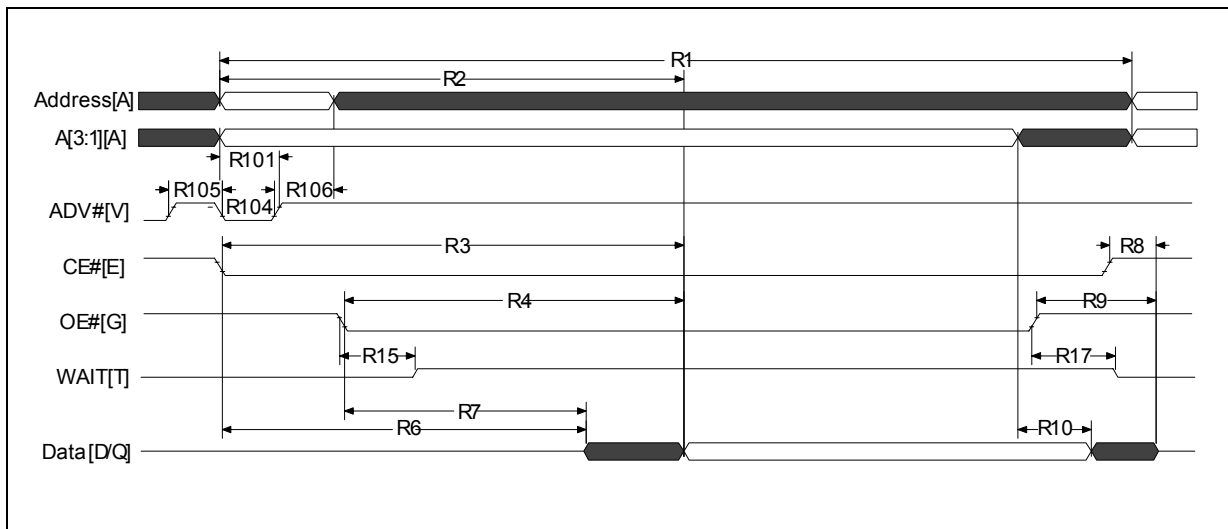 R1
R2
Address[A]
A[3:1][A]
R101
R105
R104
R106
ADV#[V]
R3
R8
CE#[E]
R4
R9
OE#[G]
R15
R17
WAIT[T]
R7
R6
R10
Data[D/Q]